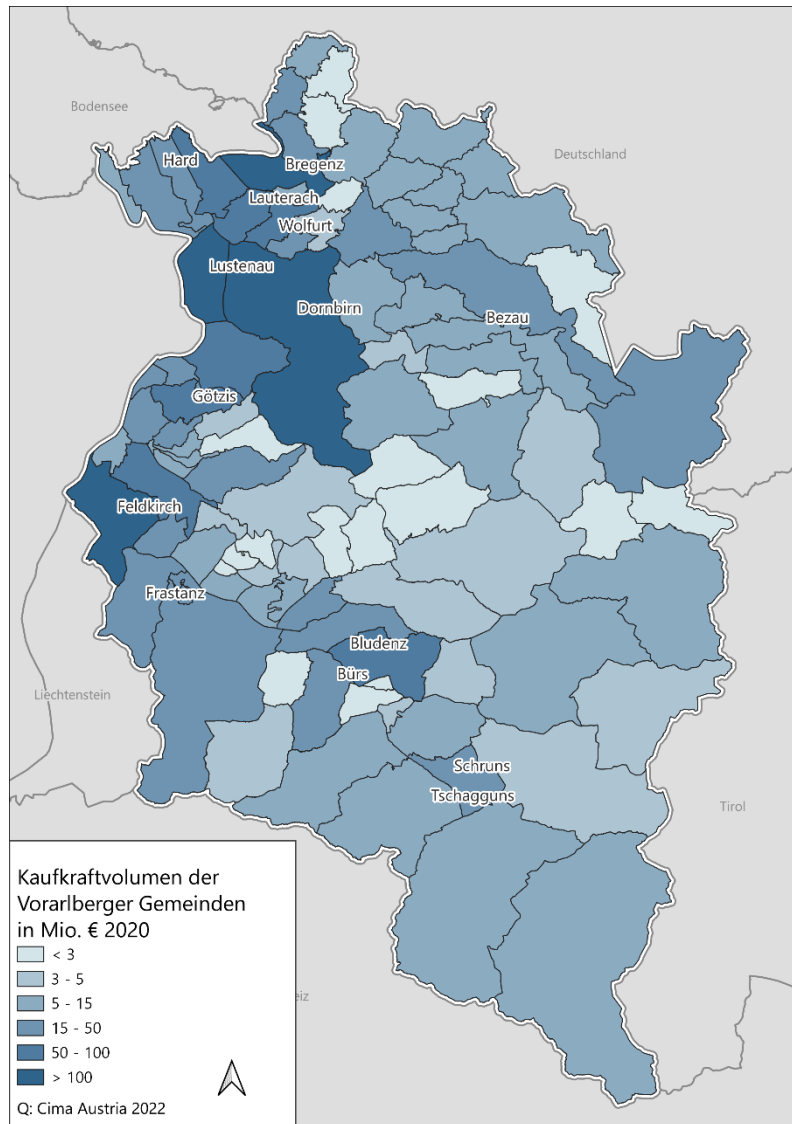 Bodensee
Deutschland
Hard
Bregenz
Lauterach
Wolfurt
Lustenau
Dornbirn
Bezau
Götzis
Feldkirch
Frastanz
Bludenz
Bürs
Liechtenstein
Schruns
Tschagguns
Tirol
eiz
Kaufkraftvolumen der
Vorarlberger Gemeinden
in Mio. € 2020
< 3
3 - 5
5 - 15
15 - 50
50 - 100
> 100
Q: Cima Austria 2022